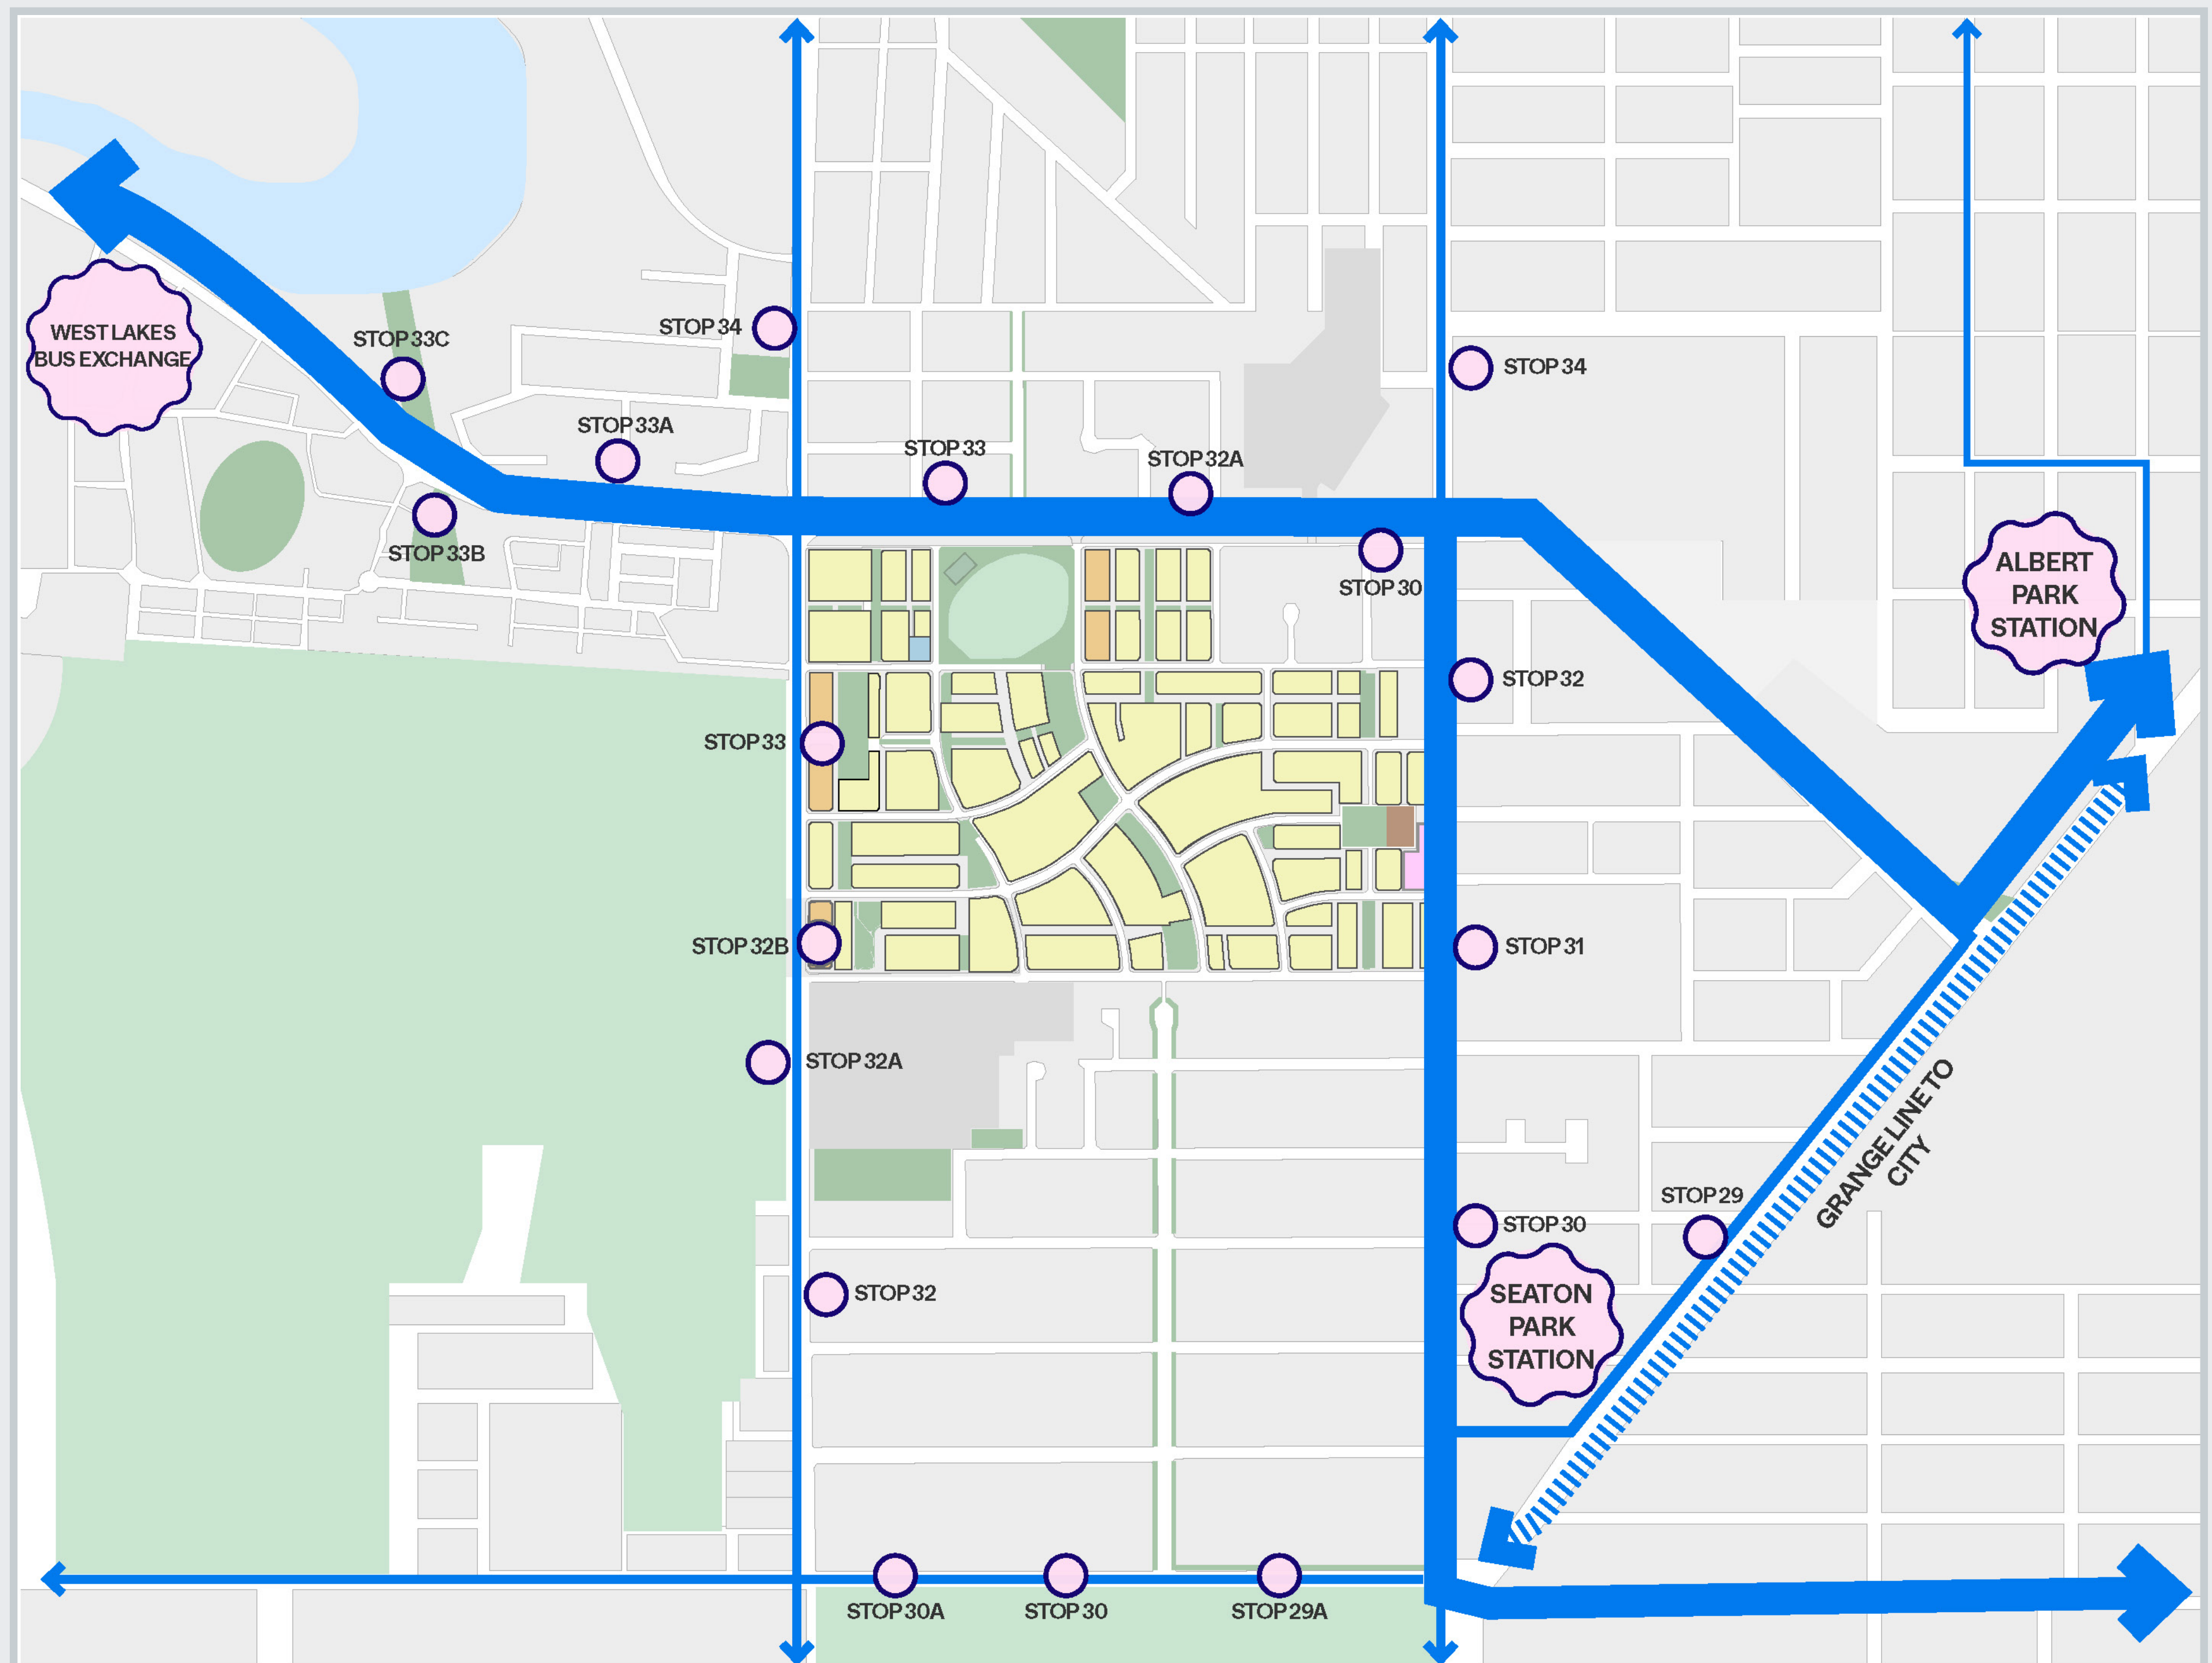 WEST LAKES
BUS EXCHANGE
STOP 33C
STOP 34
STOP 33A
STOP 33B
STOP 33
STOP 32A
STOP 34
STOP 30
ALBERT
PARK
STATION
STOP 32
STOP 33
STOP 32B
STOP 31
STOP 32A
GRANGE LINE TO
CITY
STOP 29
STOP 30
STOP 32
SEATON
PARK
STATION
STOP 30A
STOP 30
STOP 29A